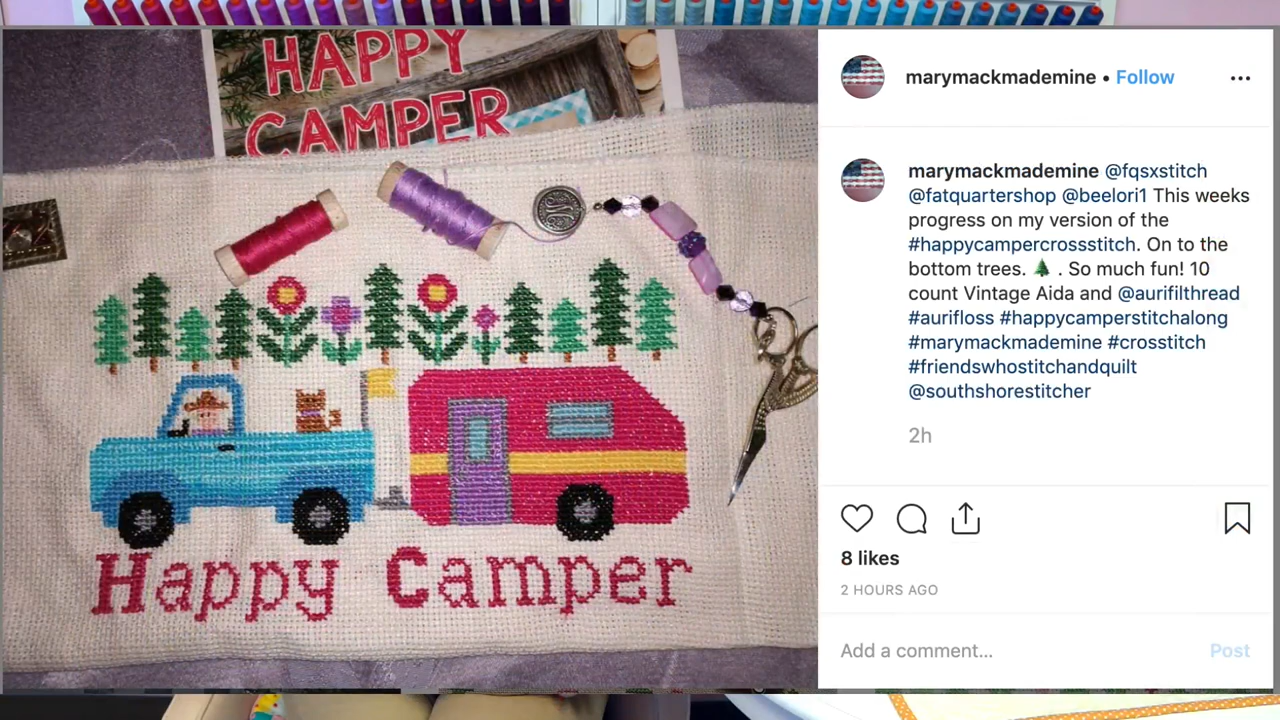 HAPPY
CAMPER
Happy Camper
marymackmademine • Follow
marymackmademine @fqsxstitch
@fatquartershop @beelori1 This weeks
progress on my version of the
#happycampercrossstitch. On to the
bottom trees. 🌲 . So much fun! 10
count Vintage Aida and @aurifilthread
#aurifloss #happycamperstitchalong
#marymackmademine #crosstitch
#friendswhostitchandquilt
@southshorestitcher
2h
8 likes
2 HOURS AGO
Add a comment... Post